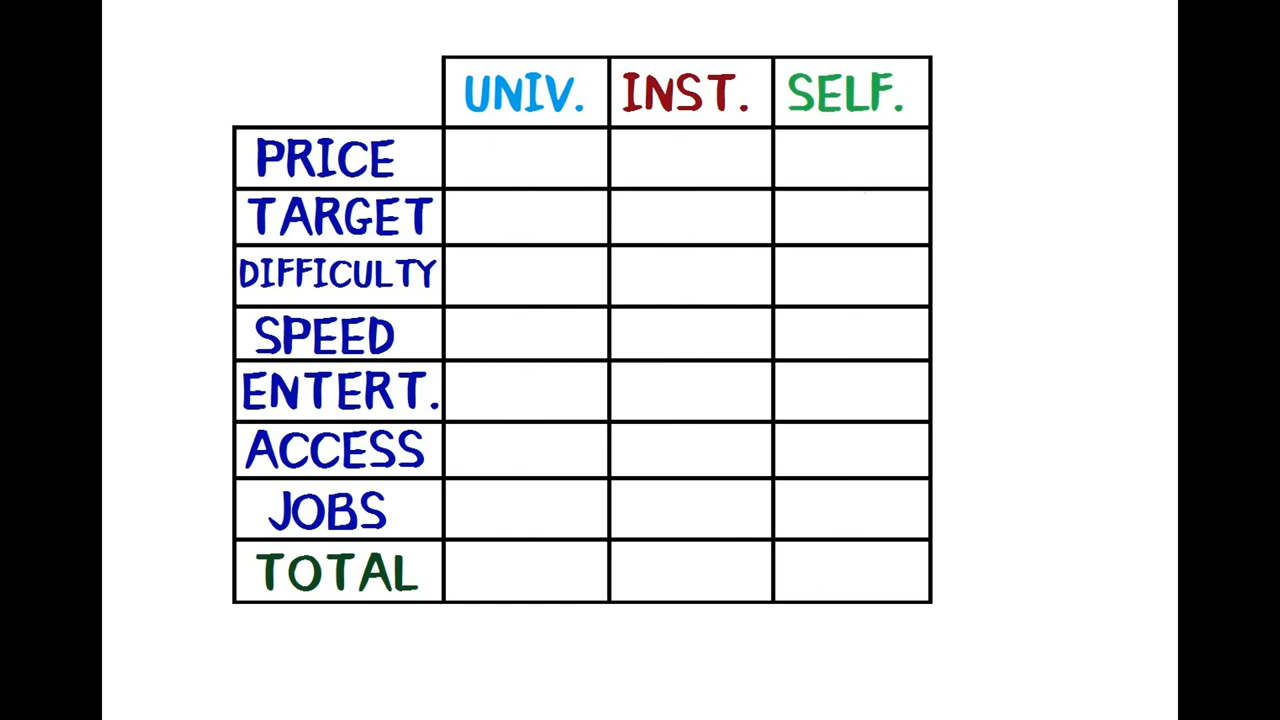 UNIV. INST. SELF.
PRICE
TARGET
DIFFICULTY
SPEED
ENTERT.
ACCESS
JOBS
TOTAL